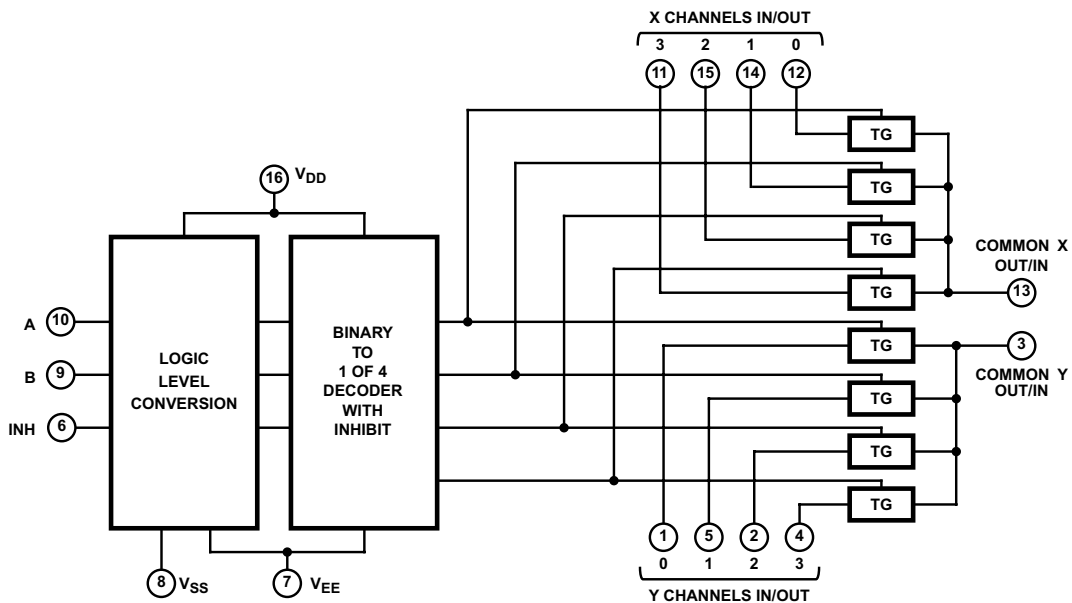 X CHANNELS IN/OUT
3 2 1 0
11 15 14 12
TG
16 VDD
TG
TG
COMMON X
OUT/IN
TG
13
A 10
BINARY
TO
1 OF 4
DECODER
WITH
INHIBIT
LOGIC
LEVEL
CONVERSION
TG
3
B 9
COMMON Y
OUT/IN
TG
INH 6
TG
TG
1 5 2 4
0 1 2 3
8 VSS
7 VEE
Y CHANNELS IN/OUT